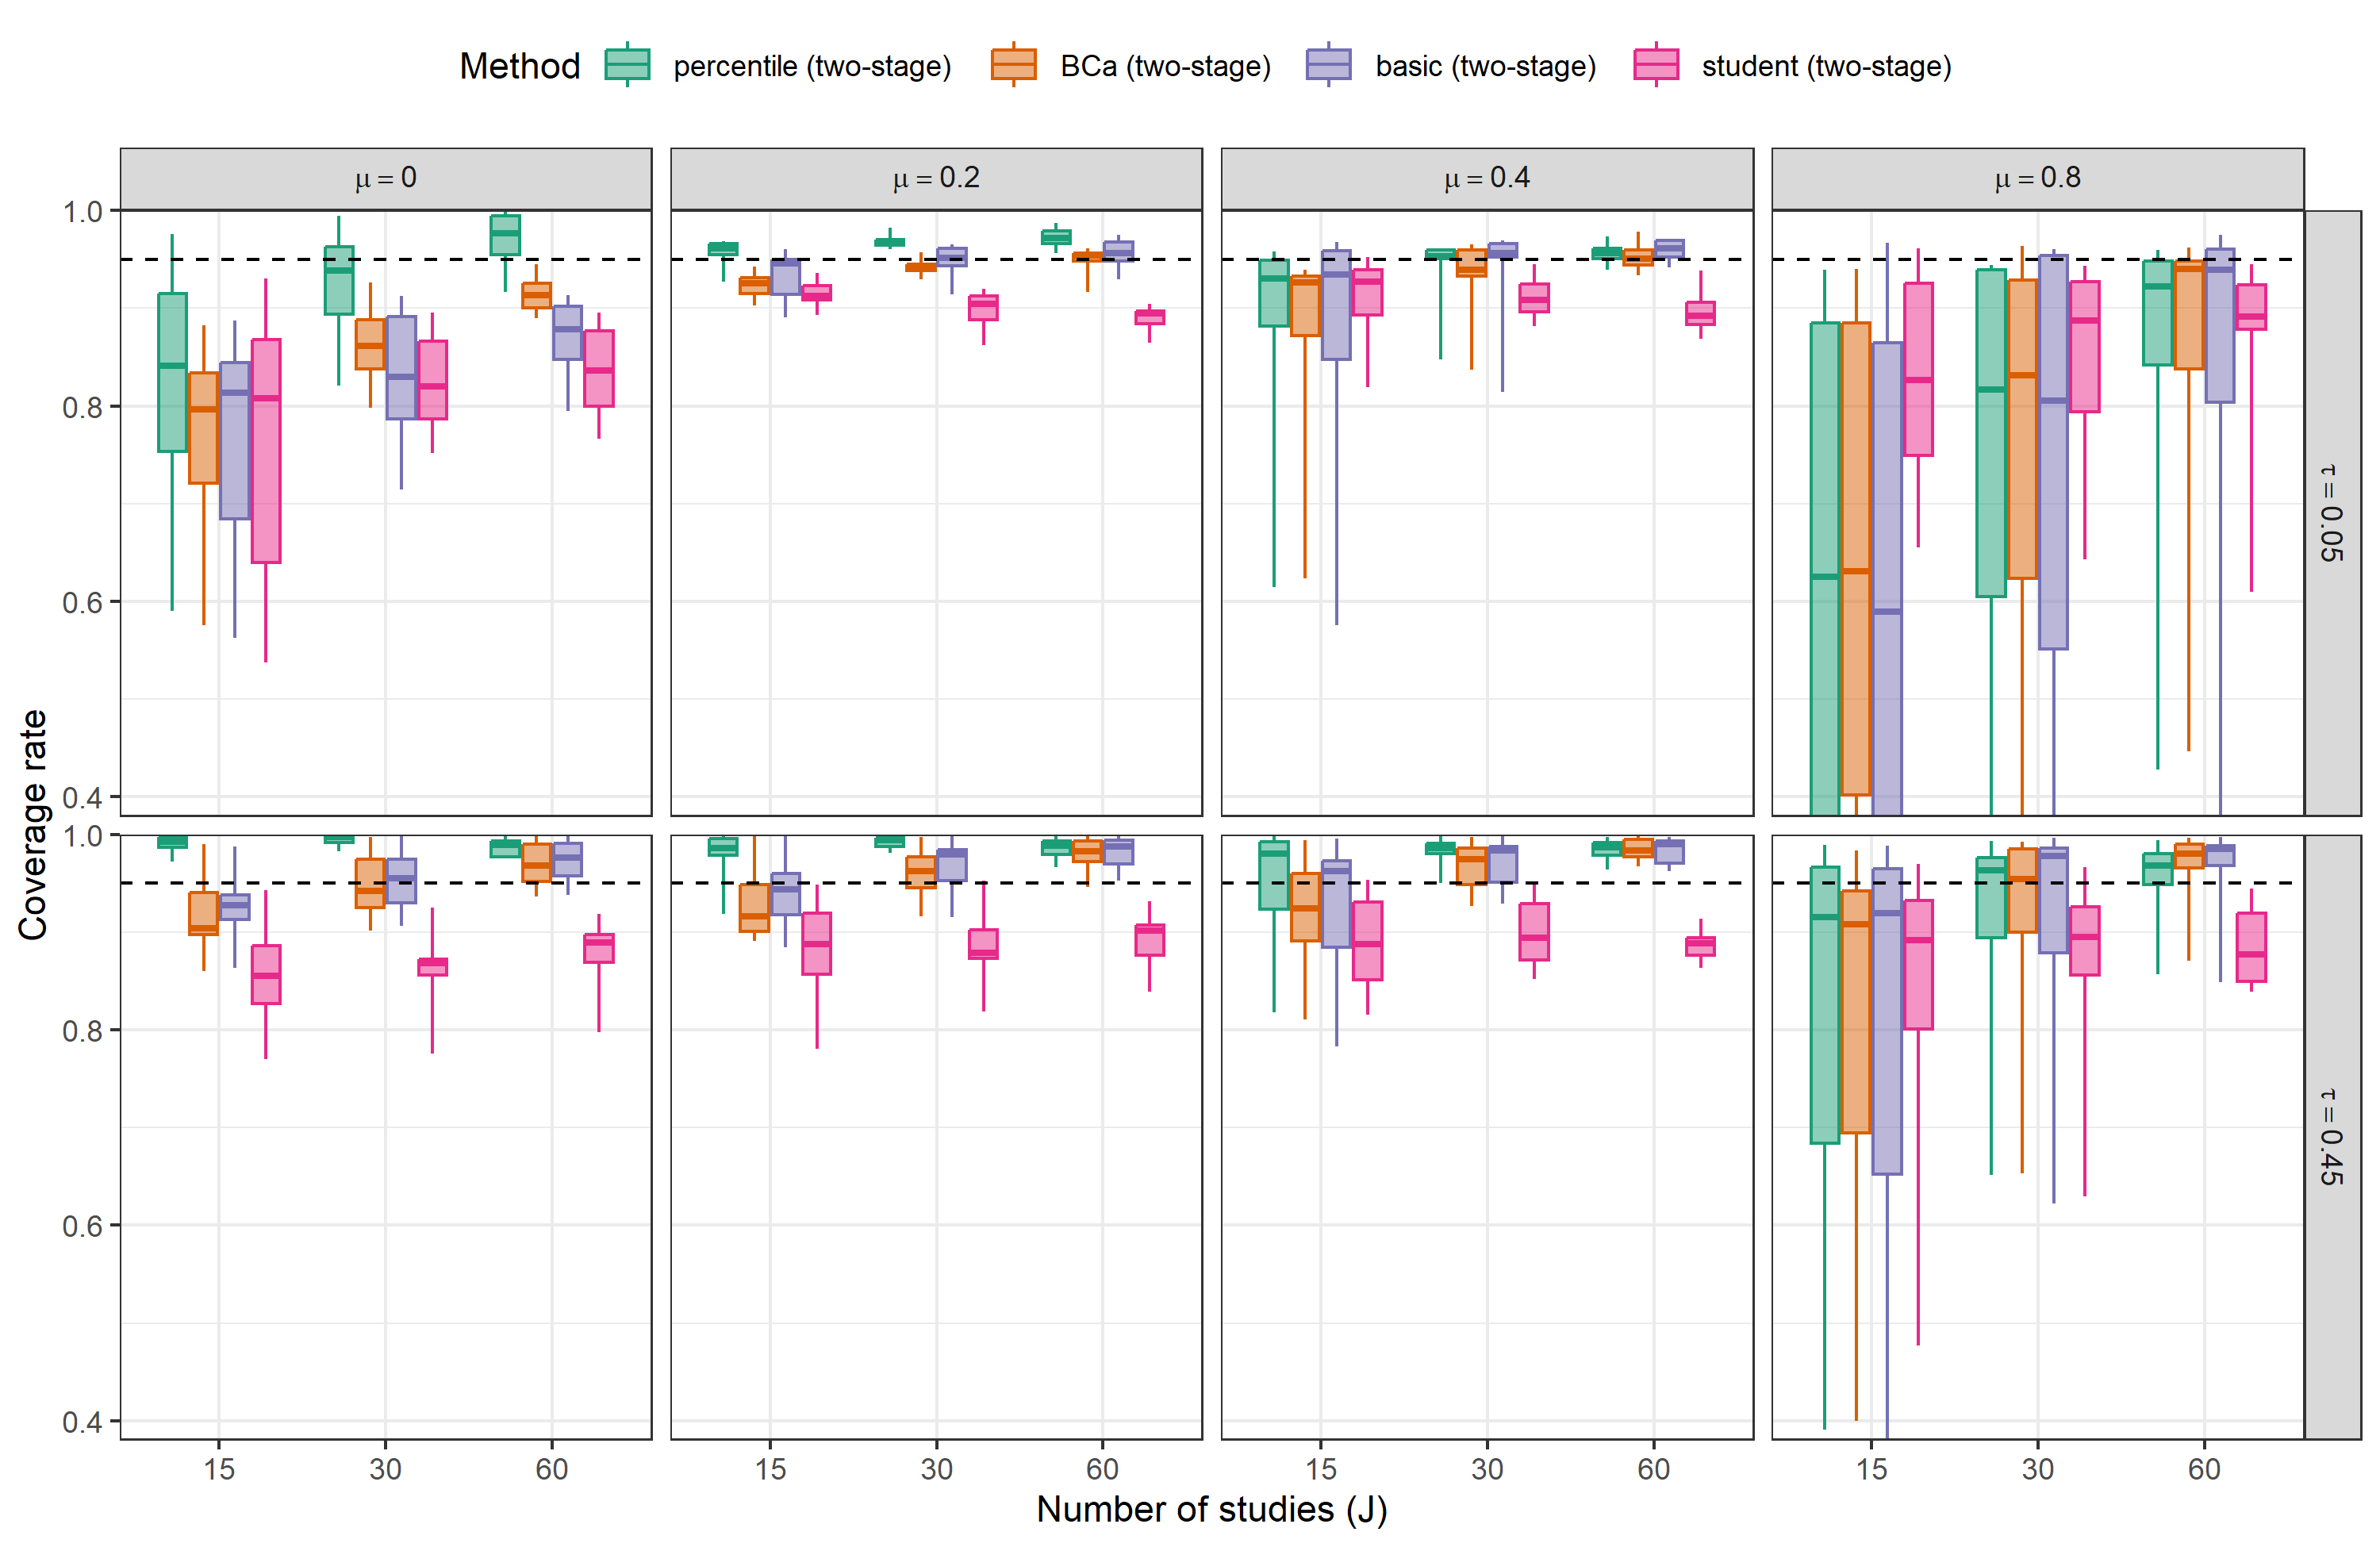 Method percentile (two-stage) BCa (two-stage) basic (two-stage) student (two-stage)
μ = 0 μ = 0.2 μ = 0.4 μ = 0.8
1.0
0.8
0.6
0.4
τ = 0.05
Coverage rate
1.0
0.8
0.6
0.4
τ = 0.45
15 30 60 15 30 60 15 30 60 15 30 60
Number of studies (J)